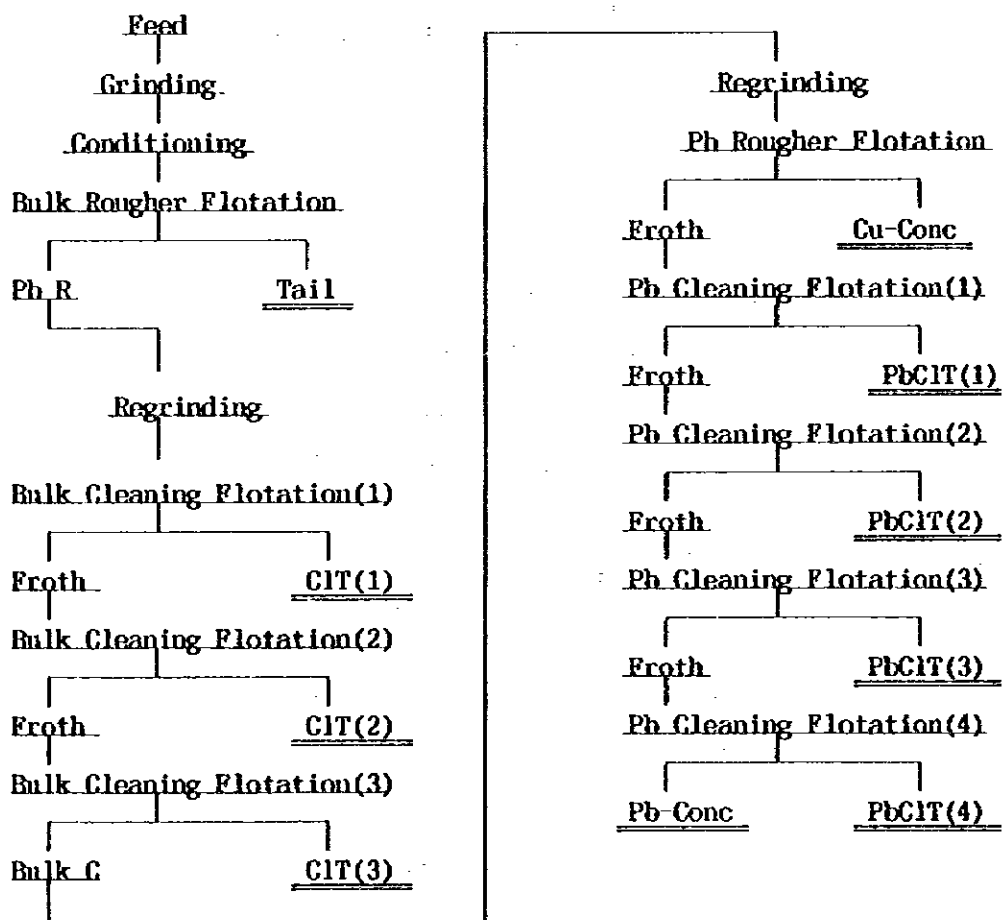 Feed
Grinding
Conditioning
Bulk Rougher Flotation
Pb R
Tail
Regrinding
Bulk Cleaning Flotation(1)
Froth
ClT(1)
Bulk Cleaning Flotation(2)
Froth
ClT(2)
Bulk Cleaning Flotation(3)
Bulk C
ClT(3)
Regrinding
Pb Rougher Flotation
Froth
Cu-Conc
Pb Cleaning Flotation(1)
Froth
PbClT(1)
Pb Cleaning Flotation(2)
Froth
PbClT(2)
Pb Cleaning Flotation(3)
Froth
PbClT(3)
Pb Cleaning Flotation(4)
Pb-Conc
PbClT(4)